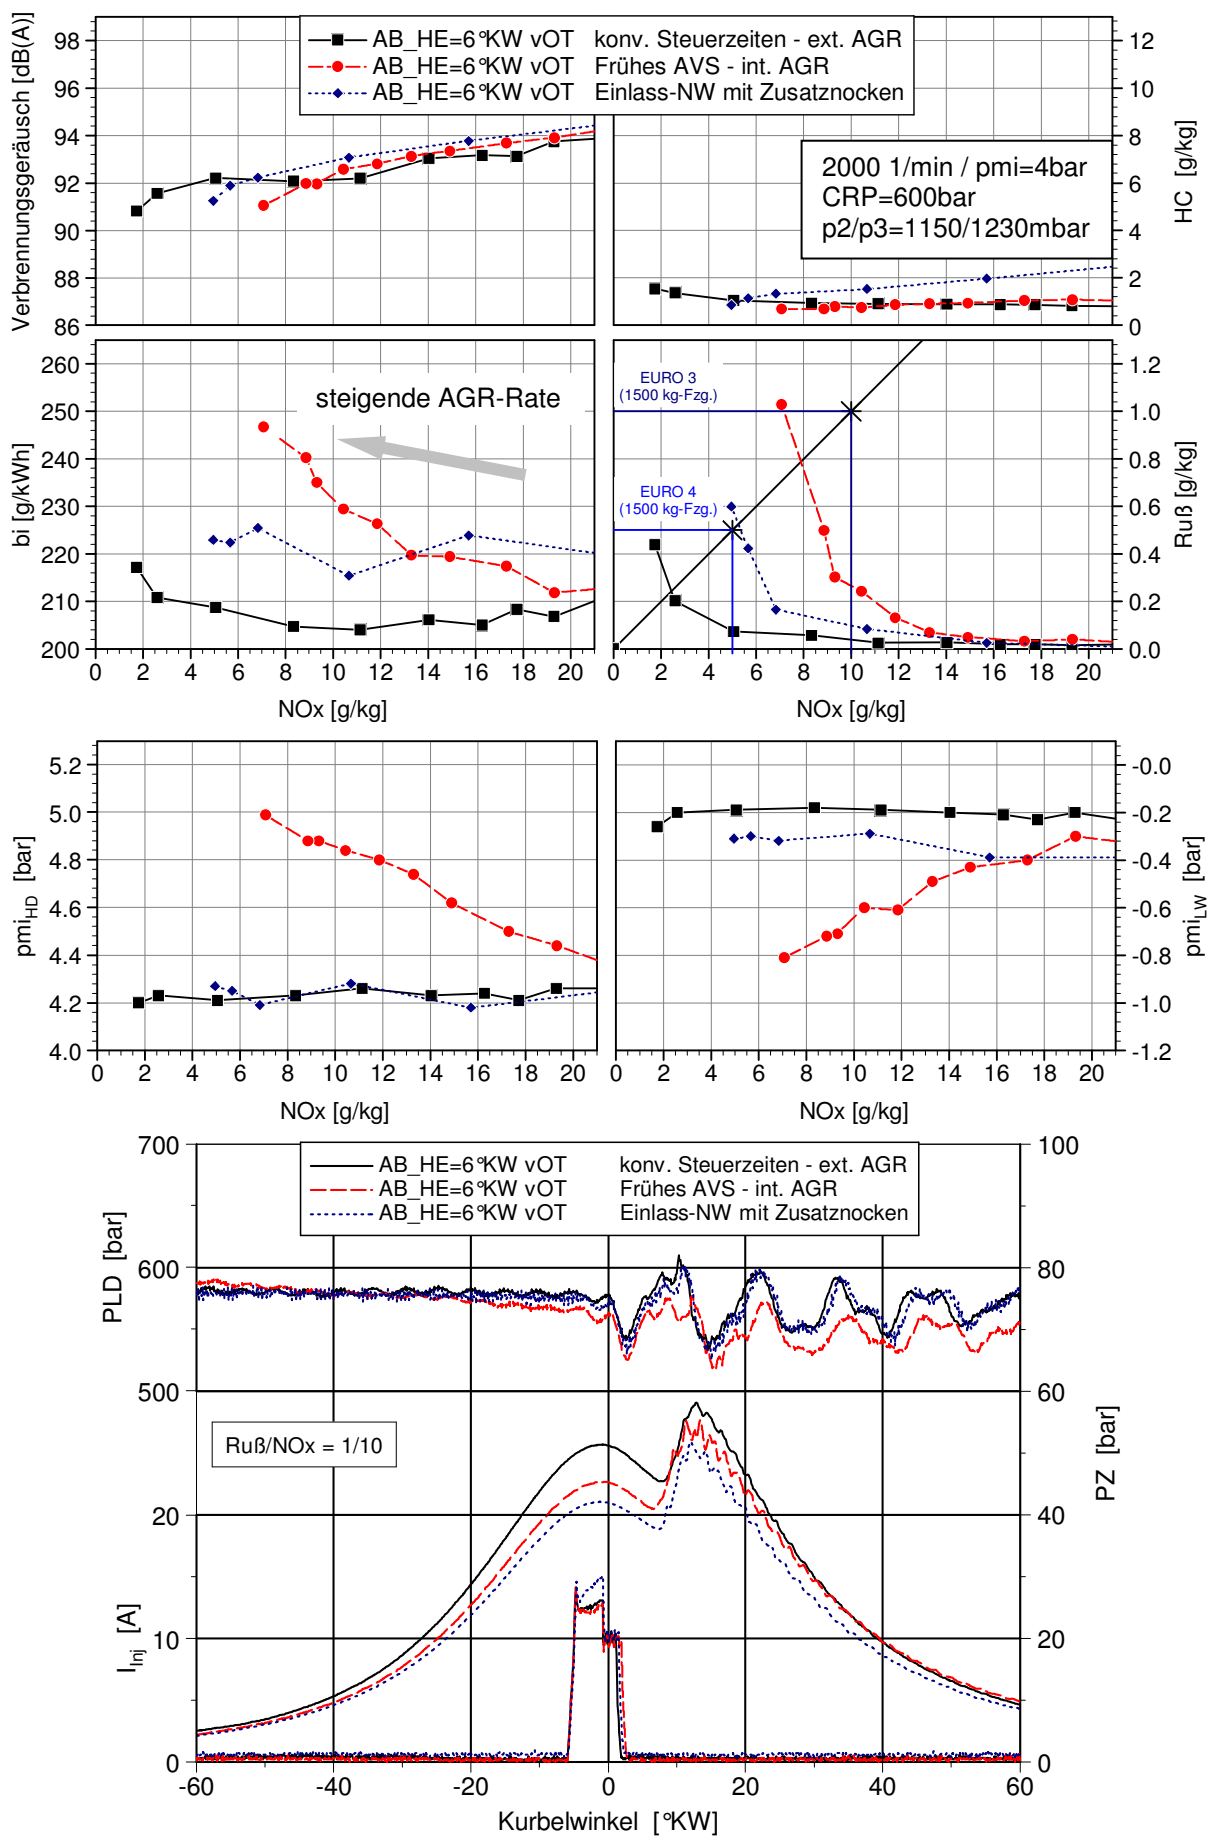 AB_HE=6°KW vOT konv. Steuerzeiten - ext. AGR
AB_HE=6°KW vOT Frühes AVS - int. AGR
AB_HE=6°KW vOT Einlass-NW mit Zusatznocken
Verbrennungsgeräusch [dB(A)]
98
96
94
92
90
88
86
HC [g/kg]
12
10
8
6
4
2
0
2000 1/min / pmi=4bar
CRP=600bar
p2/p3=1150/1230mbar
bi [g/kWh]
260
250
240
230
220
210
200
steigende AGR-Rate
0 2 4 6 8 10 12 14 16 18 20
NOx [g/kg]
EURO 3
(1500 kg-Fzg.)
EURO 4
(1500 kg-Fzg.)
Ruß [g/kg]
1.2
1.0
0.8
0.6
0.4
0.2
0.0
0 2 4 6 8 10 12 14 16 18 20
NOx [g/kg]
pmiHD [bar]
5.2
5.0
4.8
4.6
4.4
4.2
4.0
0 2 4 6 8 10 12 14 16 18 20
NOx [g/kg]
pmiLW [bar]
-0.0
-0.2
-0.4
-0.6
-0.8
-1.0
-1.2
0 2 4 6 8 10 12 14 16 18 20
NOx [g/kg]
AB_HE=6°KW vOT konv. Steuerzeiten - ext. AGR
AB_HE=6°KW vOT Frühes AVS - int. AGR
AB_HE=6°KW vOT Einlass-NW mit Zusatznocken
PLD [bar]
700
600
500
IInj [A]
20
10
0
Ruß/NOx = 1/10
PZ [bar]
100
80
60
40
20
0
-60 -40 -20 0 20 40 60
Kurbelwinkel [°KW]